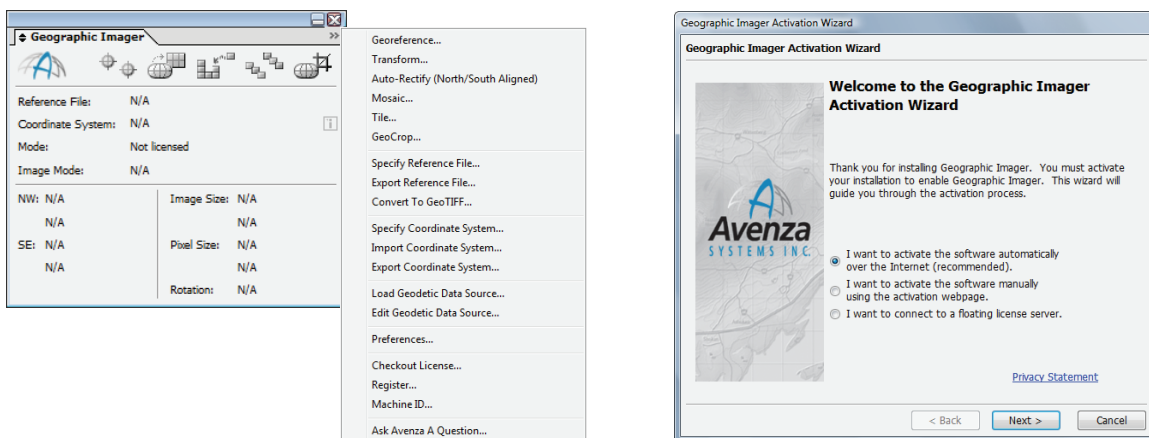 Geographic Imager
Reference File: N/A
Coordinate System: N/A
Mode: Not licensed
Image Mode: N/A
NW: N/A
N/A
SE: N/A
N/A
Image Size: N/A
N/A
Pixel Size: N/A
N/A
Rotation: N/A
Georeference...
Transform...
Auto-Rectify (North/South Aligned)
Mosaic...
Tile...
GeoCrop...
Specify Reference File...
Export Reference File...
Convert To GeoTIFF...
Specify Coordinate System...
Import Coordinate System...
Export Coordinate System...
Load Geodetic Data Source...
Edit Geodetic Data Source...
Preferences...
Checkout License...
Register...
Machine ID...
Ask Avenza A Question...
Geographic Imager Activation Wizard
Geographic Imager Activation Wizard
Avenza
SYSTEMS INC.
Welcome to the Geographic Imager
Activation Wizard
Thank you for installing Geographic Imager. You must activate
your installation to enable Geographic Imager. This wizard will
guide you through the activation process.
I want to activate the software automatically
over the Internet (recommended).
I want to activate the software manually
using the activation webpage.
I want to connect to a floating license server.
Privacy Statement
< Back
Next >
Cancel